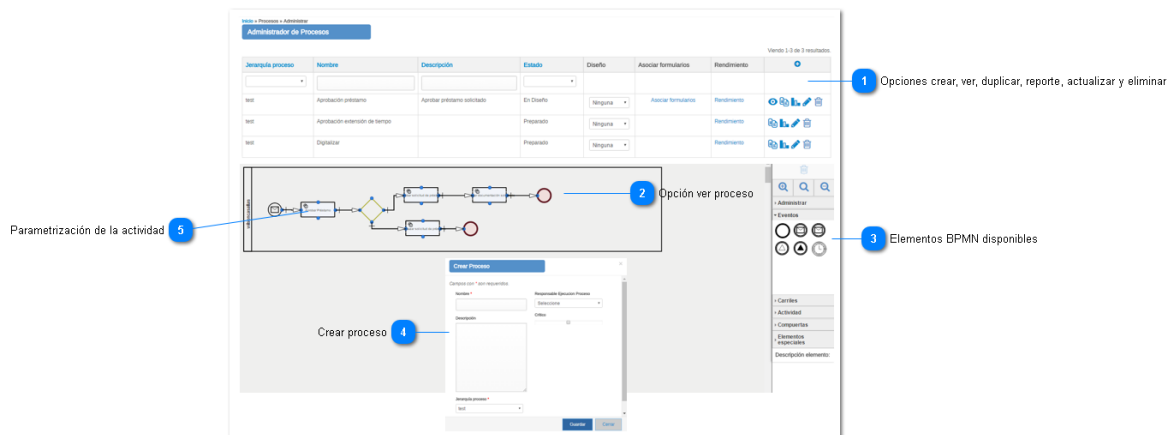 Inicio » Procesos » Administrar
Administrador de Procesos
Viendo 1-3 de 3 resultados.
Jerarquía proceso Nombre Descripción Estado Diseño Asociar formularios Rendimiento
test Aprobación préstamo Aprobar préstamo solicitado En Diseño Ninguna Asociar formularios Rendimiento
test Aprobación extensión de tiempo Preparado Ninguna Rendimiento
test Digitalizar Preparado Ninguna Rendimiento
1 Opciones crear, ver, duplicar, reporte, actualizar y eliminar
2 Opción ver proceso
Administrar
Eventos
3 Elementos BPMN disponibles
Parametrización de la actividad 5
Carriles
Actividad
Compuertas
Elementos
especiales
Descripción elemento:
Crear proceso 4
Crear Proceso ×
Campos con * son requeridos
Nombre * Responsable Ejecución Proceso
Selecciona
Descripción Crítico
Jerarquía proceso *
test
Guardar Cerrar